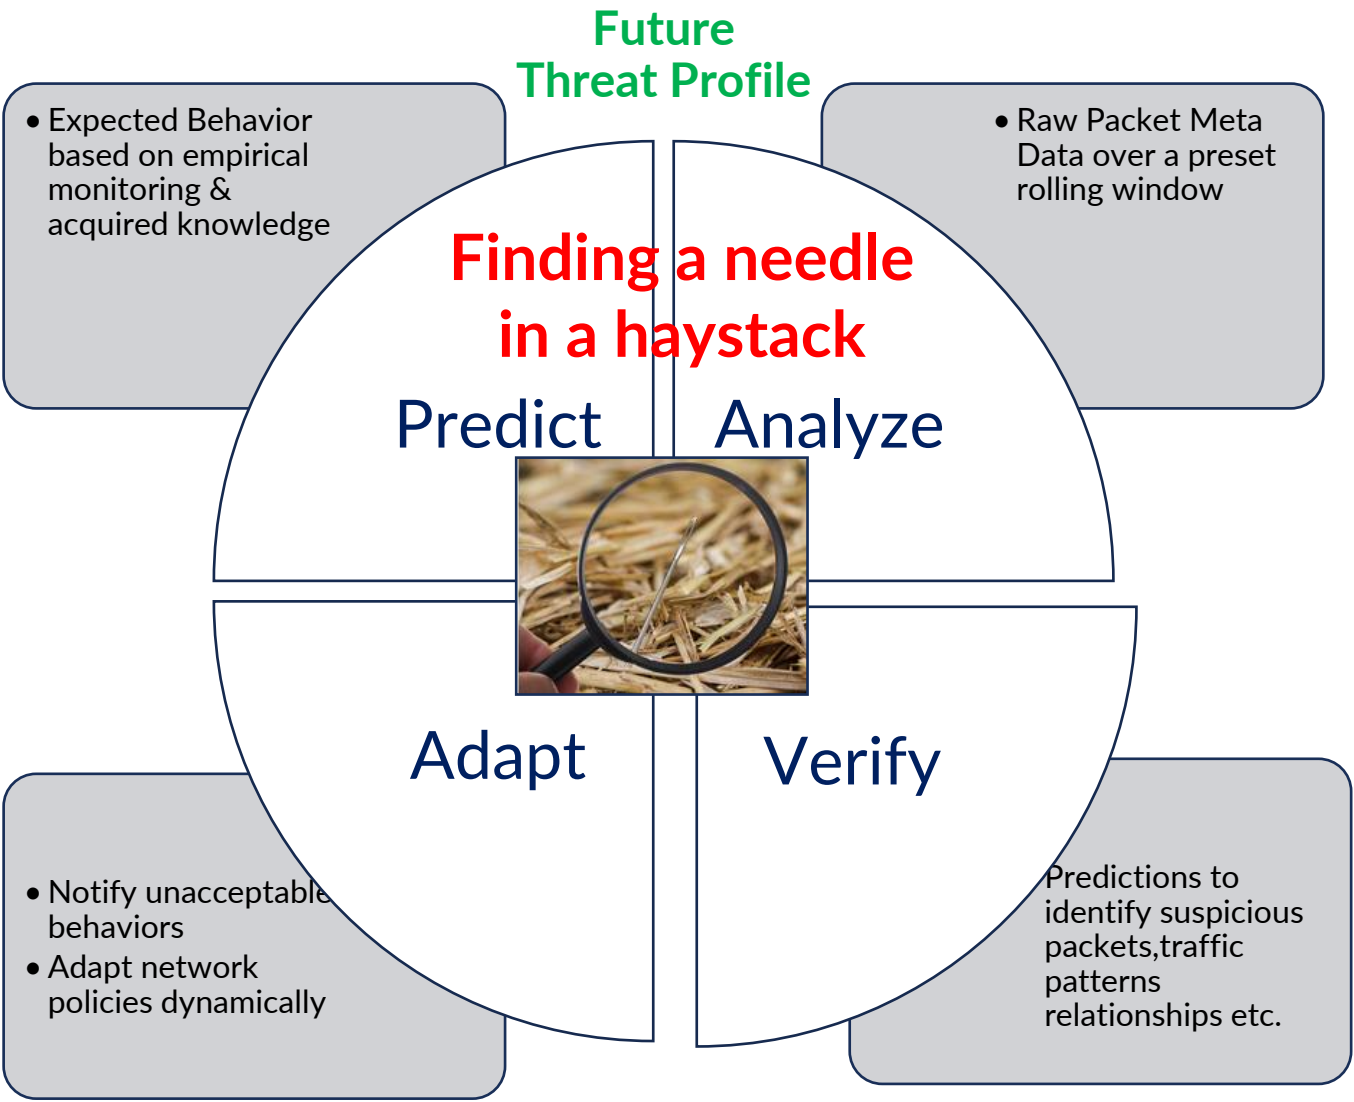 Future
Threat Profile
• Expected Behavior
based on empirical
monitoring &
acquired knowledge
• Raw Packet Meta
Data over a preset
rolling window
Finding a needle
in a haystack
Predict
Analyze
Adapt
Verify
• Notify unacceptable
behaviors
• Adapt network
policies dynamically
Predictions to
identify suspicious
packets,traffic
patterns
relationships etc.